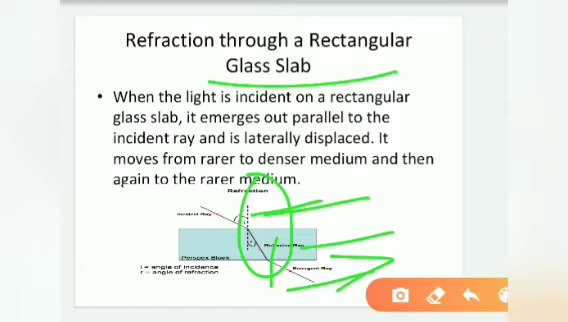 Refraction through a Rectangular
Glass Slab
• When the light is incident on a rectangular
glass slab, it emerges out parallel to the
incident ray and is laterally displaced. It
moves from rarer to denser medium and then
again to the rarer medium.
Refraction
Incident Ray
i
r
Refracted Ray
Perspex Block
Emergent Ray
i = angle of incidence
r = angle of refraction